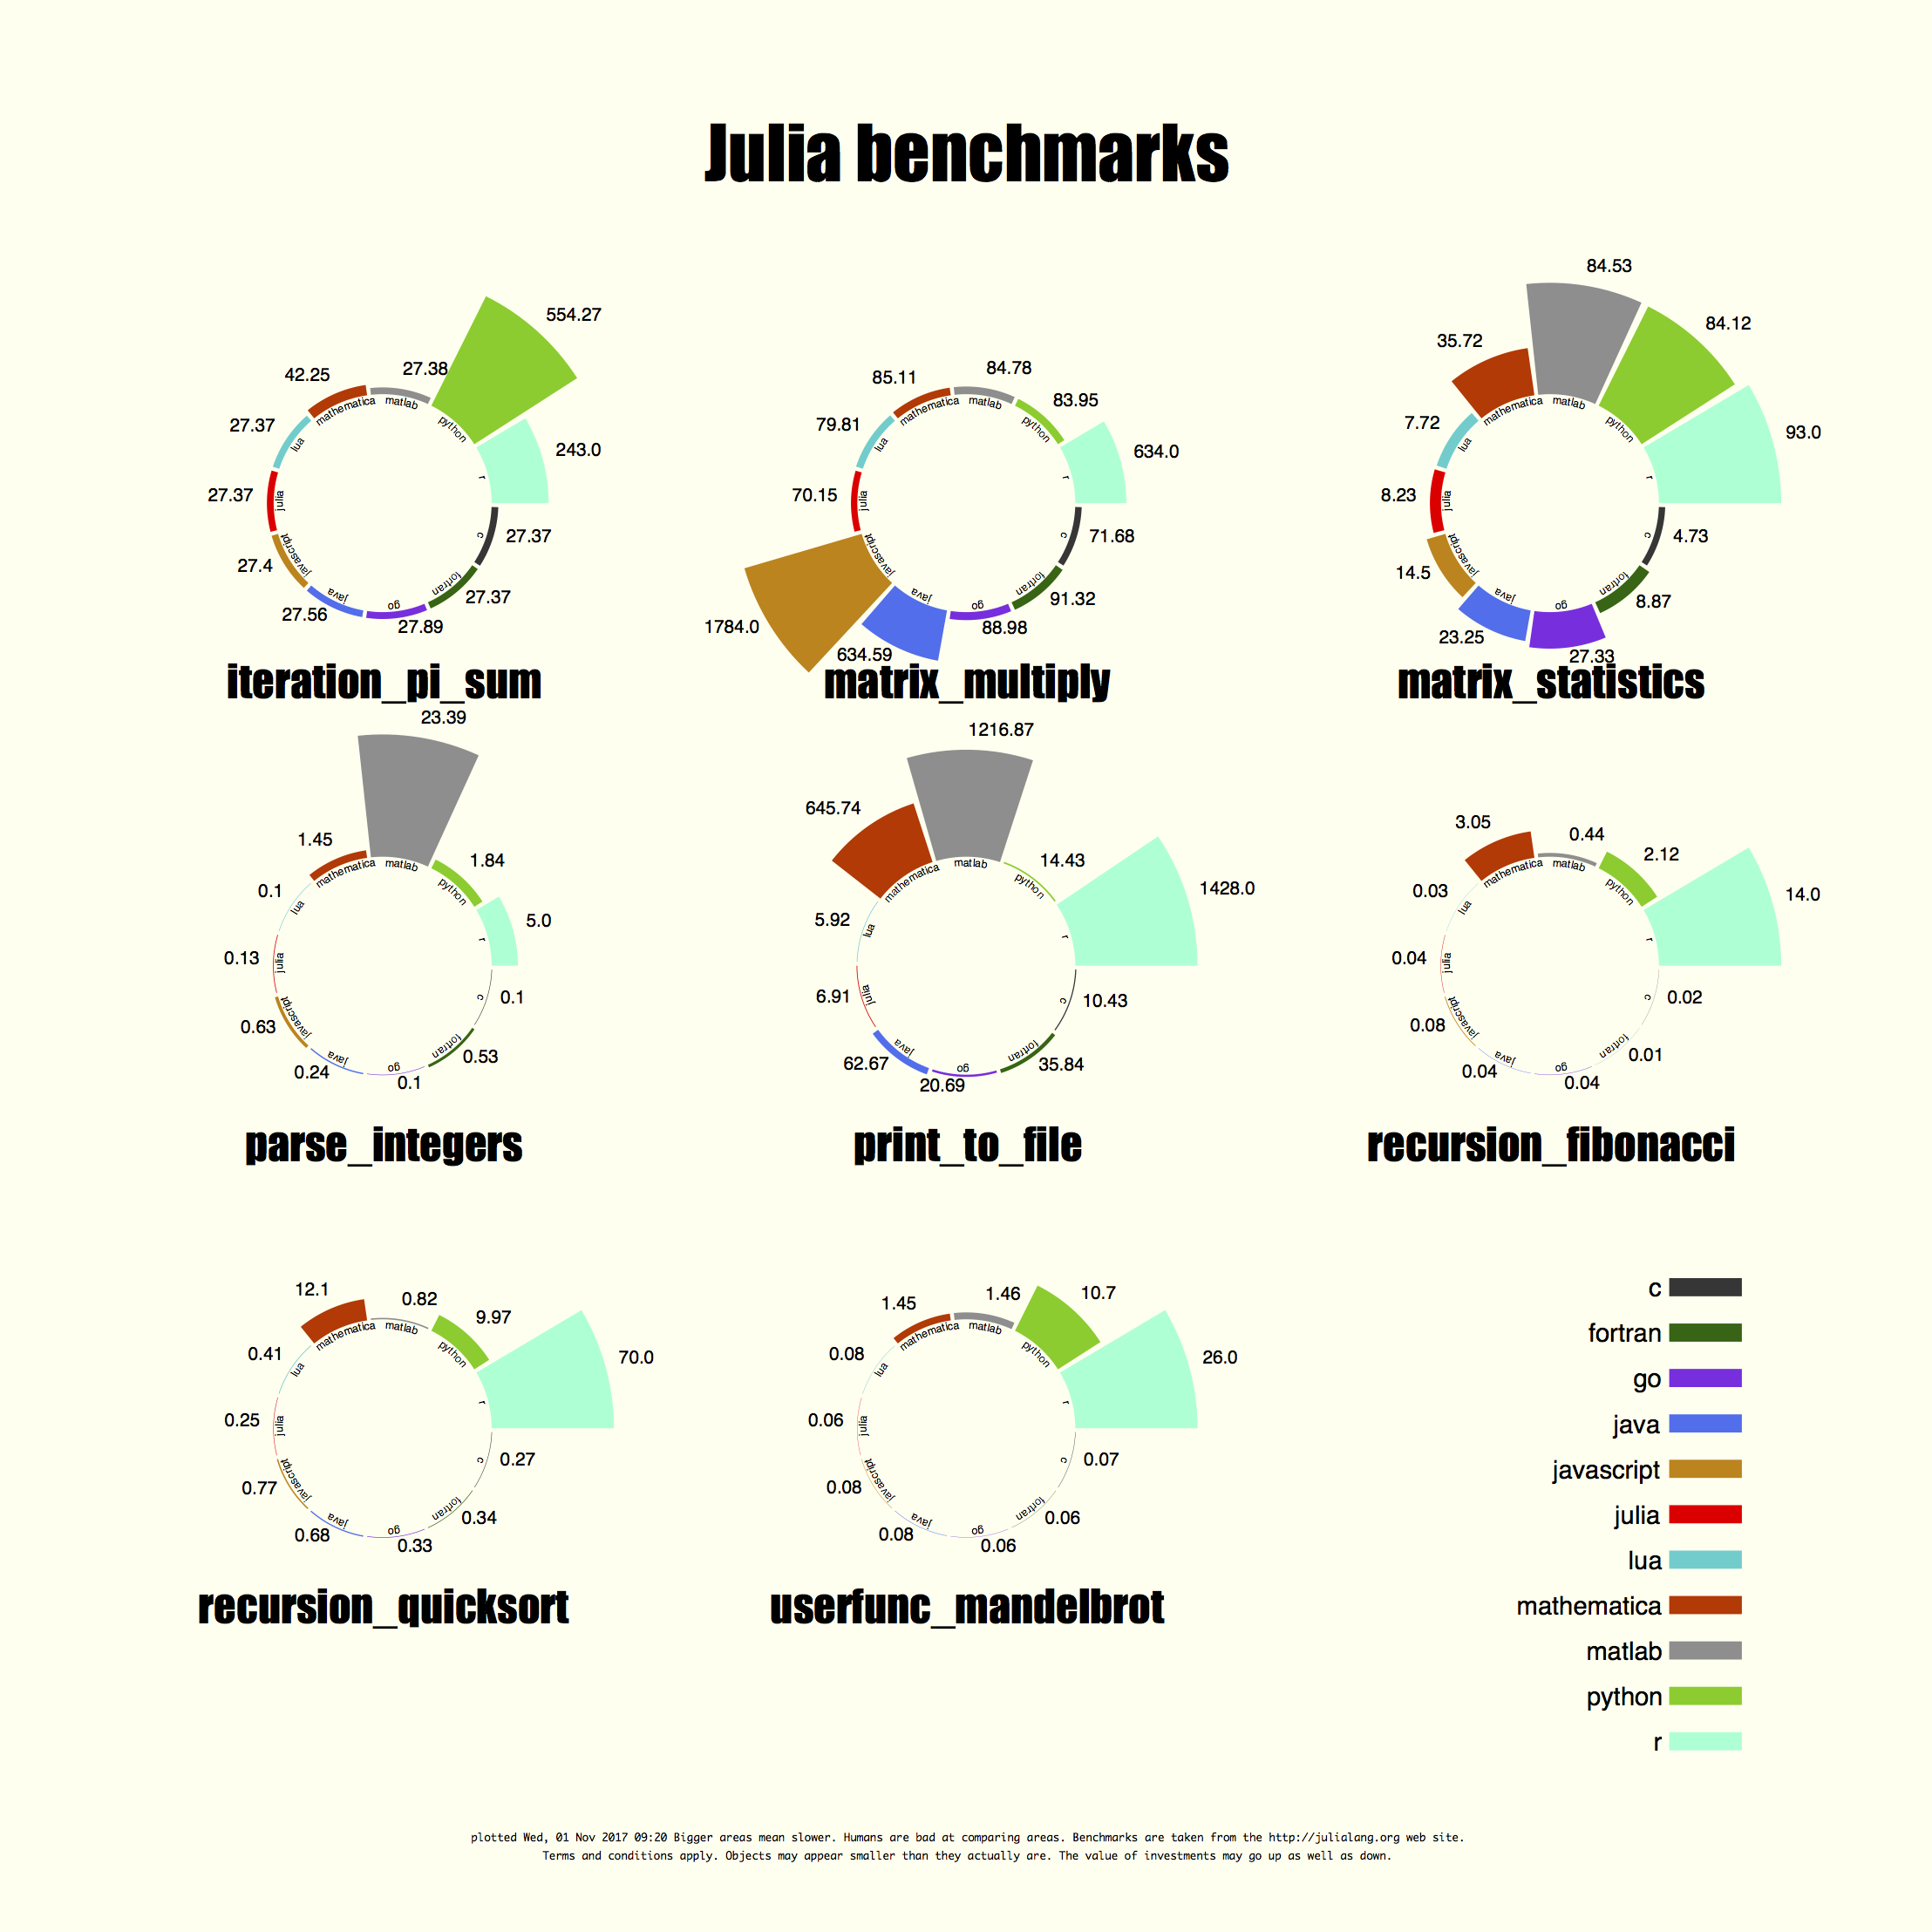 Julia benchmarks
27.37
27.37
27.89
27.56
27.4
27.37
27.37
42.25
27.38
554.27
243.0
c
fortran
go
java
javascript
julia
lua
mathematica
matlab
python
r
iteration_pi_sum
71.68
91.32
88.98
634.59
1784.0
70.15
79.81
85.11
84.78
83.95
634.0
c
fortran
go
java
javascript
julia
lua
mathematica
matlab
python
r
matrix_multiply
4.73
8.87
27.33
23.25
14.5
8.23
7.72
35.72
84.53
84.12
93.0
c
fortran
go
java
javascript
julia
lua
mathematica
matlab
python
r
matrix_statistics
0.1
0.53
0.1
0.24
0.63
0.13
0.1
1.45
23.39
1.84
5.0
c
fortran
go
java
javascript
julia
lua
mathematica
matlab
python
r
parse_integers
10.43
35.84
20.69
62.67
6.91
5.92
645.74
1216.87
14.43
1428.0
c
fortran
go
java
julia
lua
mathematica
matlab
python
r
print_to_file
0.02
0.01
0.04
0.04
0.08
0.04
0.03
3.05
0.44
2.12
14.0
c
fortran
go
java
javascript
julia
lua
mathematica
matlab
python
r
recursion_fibonacci
0.27
0.34
0.33
0.68
0.77
0.25
0.41
12.1
0.82
9.97
70.0
c
fortran
go
java
javascript
julia
lua
mathematica
matlab
python
r
recursion_quicksort
0.07
0.06
0.06
0.08
0.08
0.06
0.08
1.45
1.46
10.7
26.0
c
fortran
go
java
javascript
julia
lua
mathematica
matlab
python
r
userfunc_mandelbrot
c
fortran
go
java
javascript
julia
lua
mathematica
matlab
python
r
plotted Wed, 01 Nov 2017 09:20 Bigger areas mean slower. Humans are bad at comparing areas. Benchmarks are taken from the http://julialang.org web site.
Terms and conditions apply. Objects may appear smaller than they actually are. The value of investments may go up as well as down.